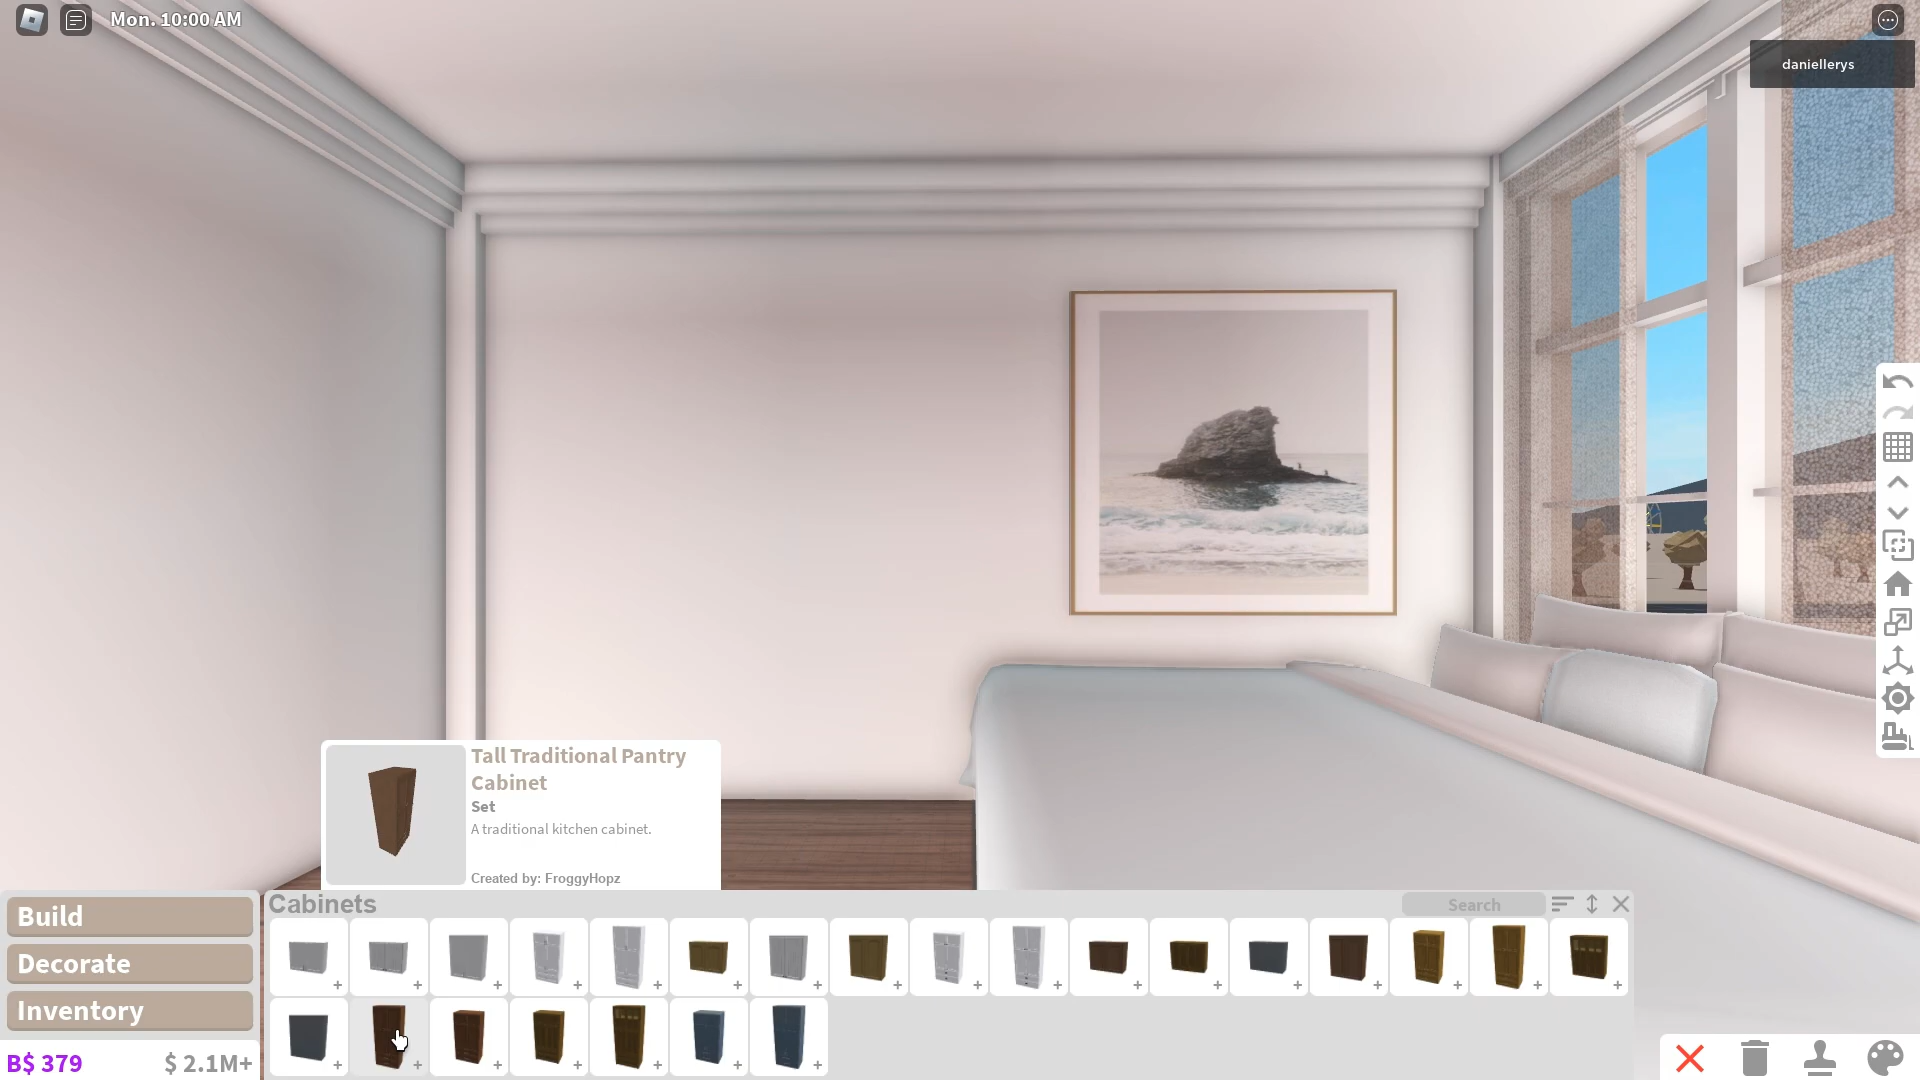 Mon. 10:00 AM
daniellerys
Tall Traditional Pantry
Cabinet
Set
A traditional kitchen cabinet.
Created by: FroggyHopz
Build
Decorate
Inventory
B$ 379
$ 2.1M+
Cabinets
Search